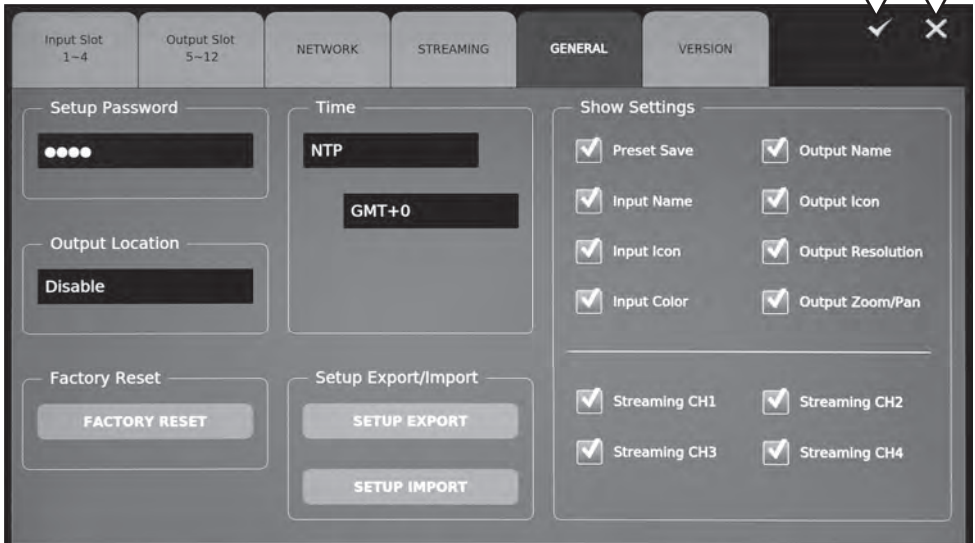 Input Slot
1~4
Output Slot
5~12
NETWORK
STREAMING
GENERAL
VERSION
Setup Password
Time
NTP
GMT+0
Output Location
Disable
Factory Reset
FACTORY RESET
Setup Export/Import
SETUP EXPORT
SETUP IMPORT
Show Settings
Preset Save
Output Name
Input Name
Output Icon
Input Icon
Output Resolution
Input Color
Output Zoom/Pan
Streaming CH1
Streaming CH2
Streaming CH3
Streaming CH4